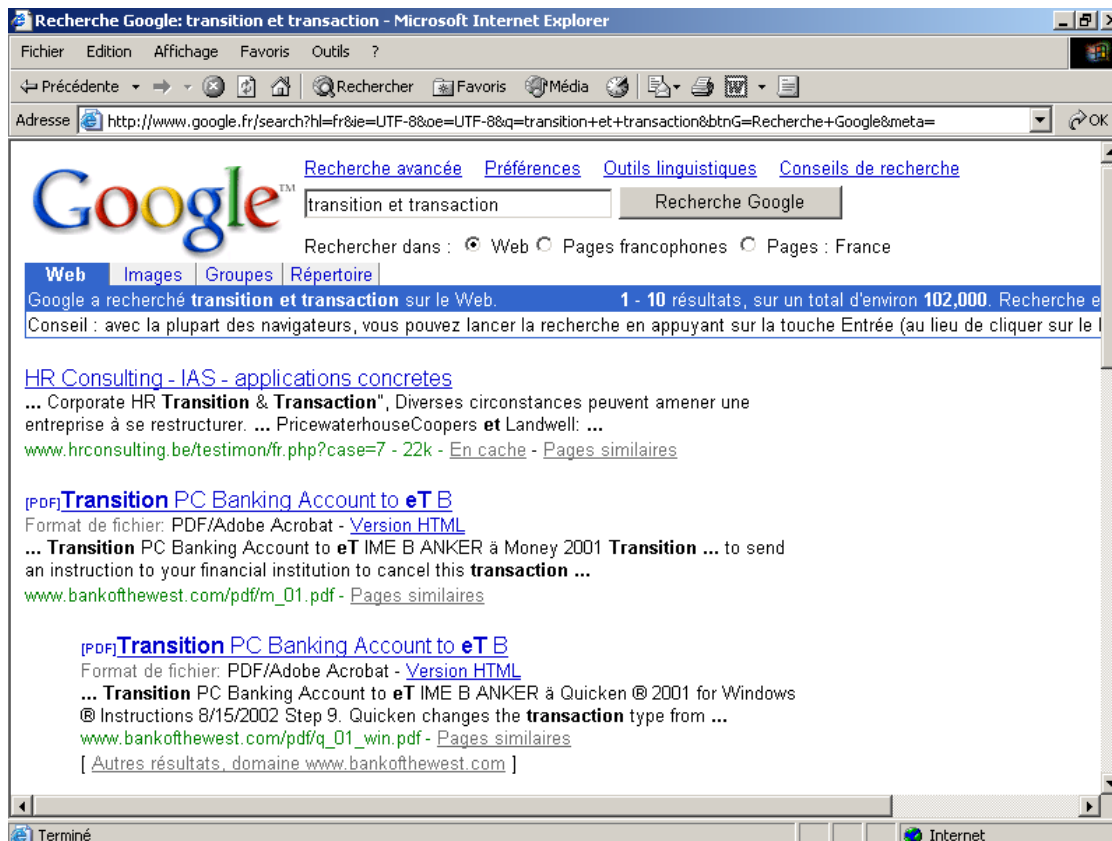 Recherche Google: transition et transaction - Microsoft Internet Explorer
Fichier Edition Affichage Favoris Outils ?
Précédente Rechercher Favoris Média
Adresse http://www.google.fr/search?hl=fr&ie=UTF-8&oe=UTF-8&q=transition+et+transaction&btnG=Recherche+Google&meta= OK
Recherche avancée Préférences Outils linguistiques Conseils de recherche
Google™
transition et transaction Recherche Google
Rechercher dans : Web Pages francophones Pages : France
Web Images Groupes Répertoire
Google a recherché transition et transaction sur le Web. 1 - 10 résultats, sur un total d'environ 102,000. Recherche e
Conseil : avec la plupart des navigateurs, vous pouvez lancer la recherche en appuyant sur la touche Entrée (au lieu de cliquer sur le
HR Consulting - IAS - applications concretes
... Corporate HR Transition & Transaction", Diverses circonstances peuvent amener une
entreprise à se restructurer. ... PricewaterhouseCoopers et Landwell: ...
www.hrconsulting.be/testimon/fr.php?case=7 - 22k - En cache - Pages similaires
[PDF]Transition PC Banking Account to eT B
Format de fichier: PDF/Adobe Acrobat - Version HTML
... Transition PC Banking Account to eT IME B ANKER ä Money 2001 Transition ... to send
an instruction to your financial institution to cancel this transaction ...
www.bankofthewest.com/pdf/m_01.pdf - Pages similaires
[PDF]Transition PC Banking Account to eT B
Format de fichier: PDF/Adobe Acrobat - Version HTML
... Transition PC Banking Account to eT IME B ANKER ä Quicken ® 2001 for Windows
® Instructions 8/15/2002 Step 9. Quicken changes the transaction type from ...
www.bankofthewest.com/pdf/q_01_win.pdf - Pages similaires
[ Autres résultats, domaine www.bankofthewest.com ]
Terminé Internet